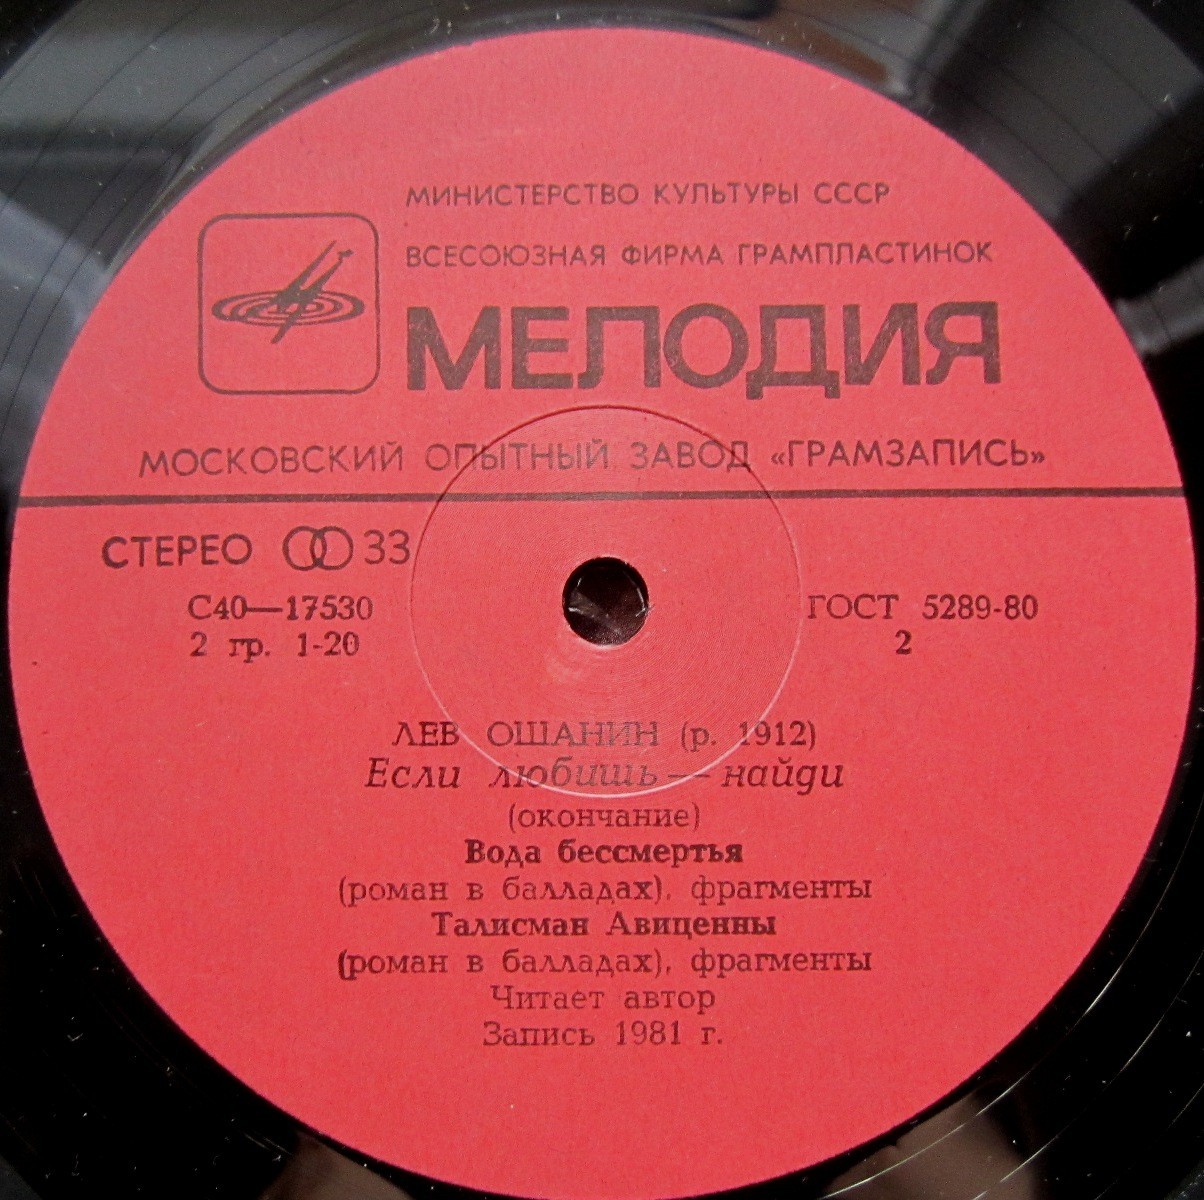 МИНИСТЕРСТВО КУЛЬТУРЫ СССР
ВСЕСОЮЗНАЯ ФИРМА ГРАМПЛАСТИНОК
МЕЛОДИЯ
МОСКОВСКИЙ ОПЫТНЫЙ ЗАВОД «ГРАМЗАПИСЬ»
СТЕРЕО 33
С40—17530 ГОСТ 5289-80
2 гр. 1-20 2
ЛЕВ ОШАНИН (р. 1912)
Если любишь — найди
(окончание)
Вода бессмертья
(роман в балладах), фрагменты
Талисман Авиценны
(роман в балладах), фрагменты
Читает автор
Запись 1981 г.